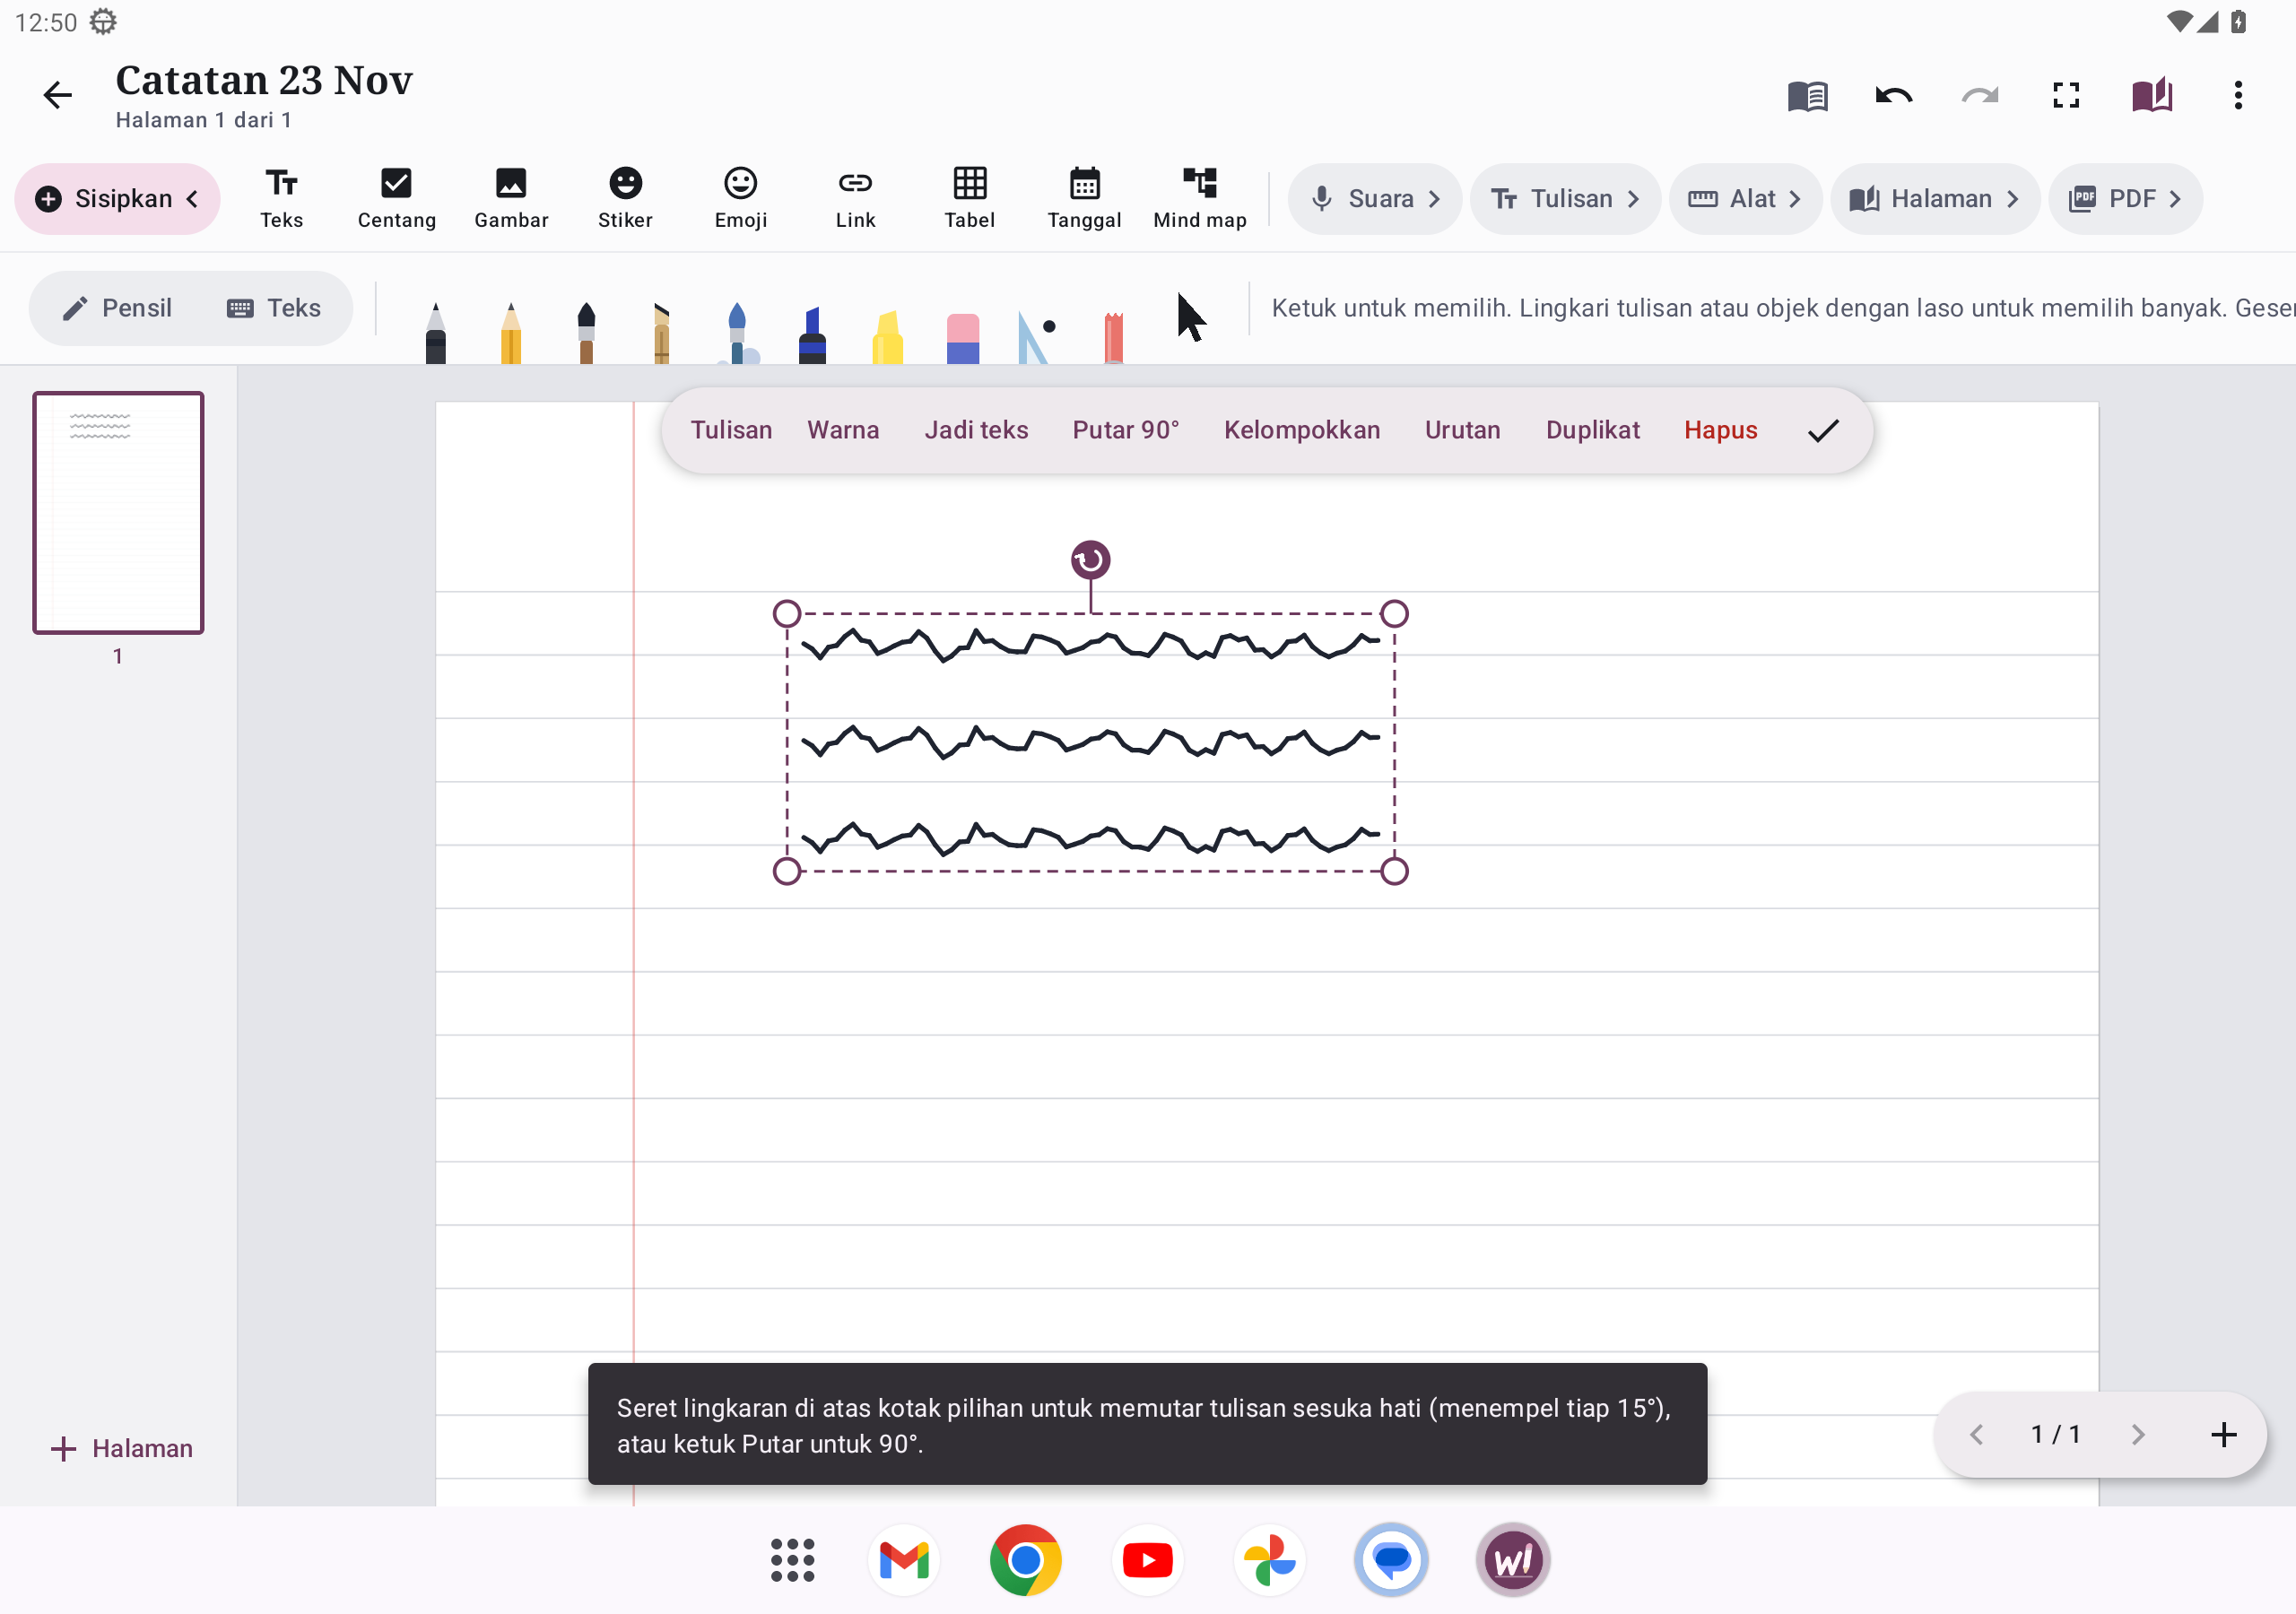 12:50
Catatan 23 Nov
Halaman 1 dari 1
Sisipkan
Teks
Centang
Gambar
Stiker
Emoji
Link
Tabel
Tanggal
Mind map
Suara
Tulisan
Alat
Halaman
PDF
PDF
Pensil
Teks
Ketuk untuk memilih. Lingkari tulisan atau objek dengan laso untuk memilih banyak. Geser
Tulisan
Warna
Jadi teks
Putar 90°
Kelompokkan
Urutan
Duplikat
Hapus
1
Seret lingkaran di atas kotak pilihan untuk memutar tulisan sesuka hati (menempel tiap 15°),
atau ketuk Putar untuk 90°.
Halaman
1 / 1